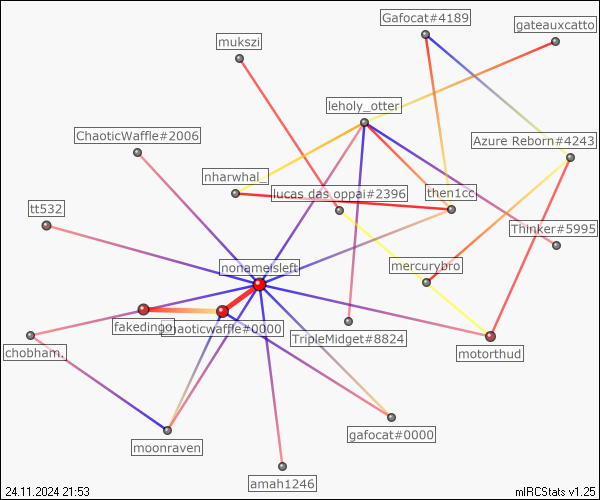 Gafocat#4189
gateauxcatto
mukszi
leholy_otter
ChaoticWaffle#2006
Azure Reborn#4243
nharwhal_
lucas.das.oppai#2396
then1cc
tt532
Thinker#5995
nonameisleft
mercurybro
fakedingo
chaoticwaffle#0000
TripleMidget#8824
chobham.
motorthud
gafocat#0000
moonraven
amah1246
24.11.2024 21:53
mIRCStats v1.25